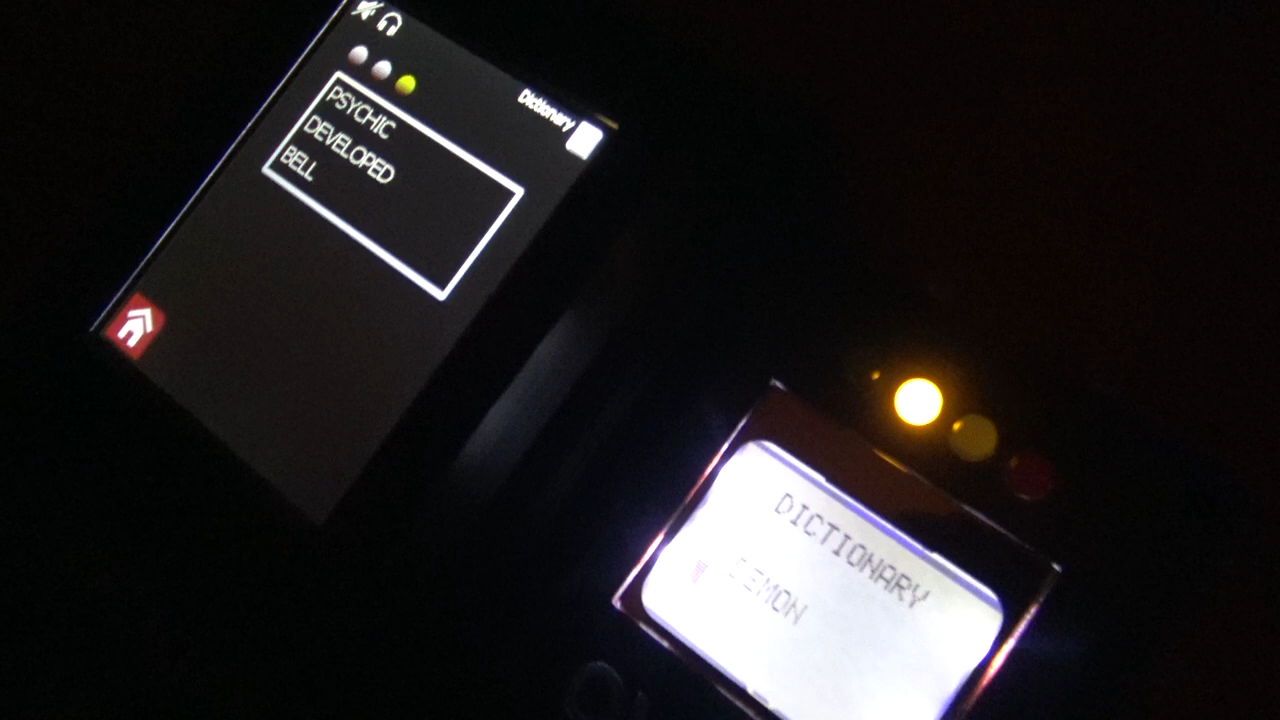 Dictionary
PSYCHIC
DEVELOPED
BELL
DICTIONARY
DEMON